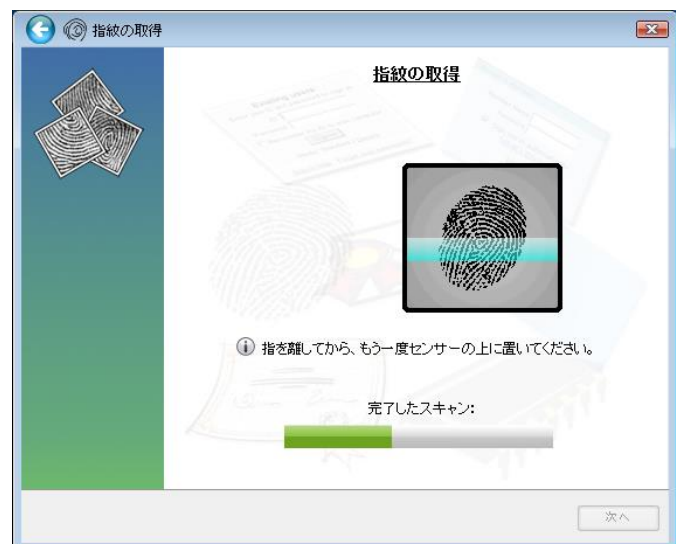 指紋の取得
指紋の取得
指を離してから、もう一度センサーの上に置いてください。
完了したスキャン:
次へ